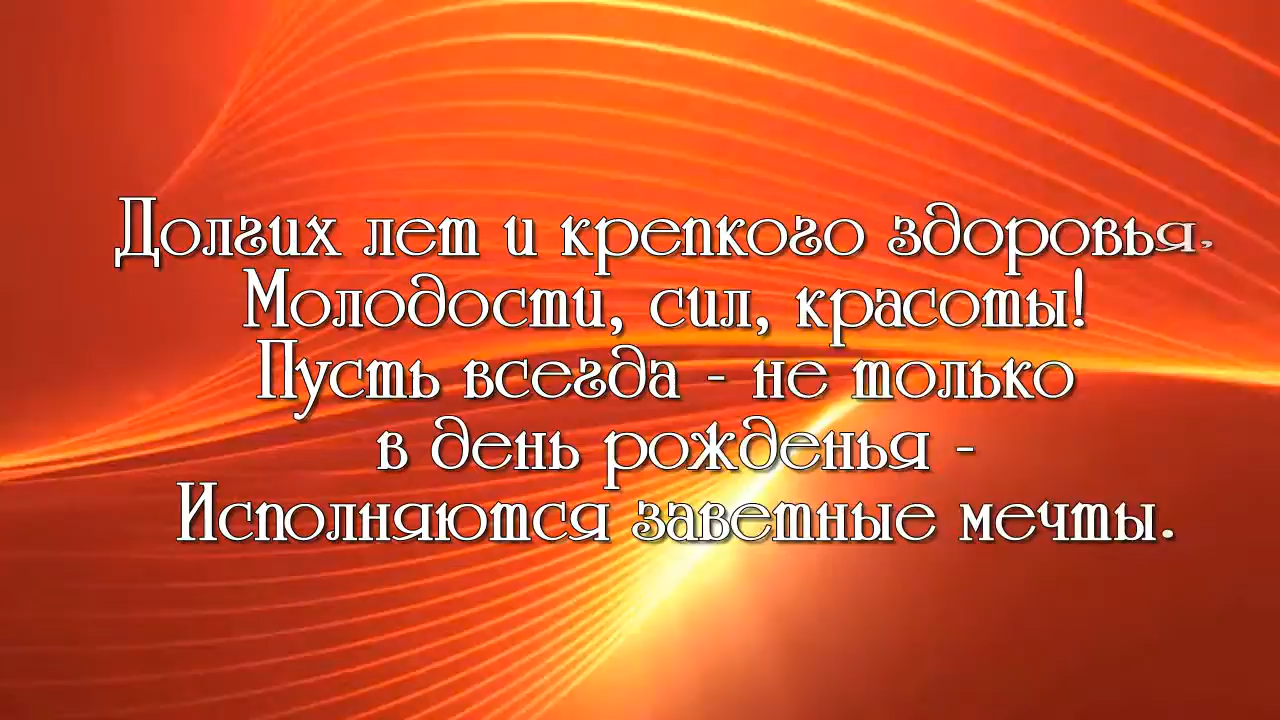 Долгих лет и крепкого здоровья,
Молодости, сил, красоты!
Пусть всегда - не только
в день рожденья -
Исполняются заветные мечты.